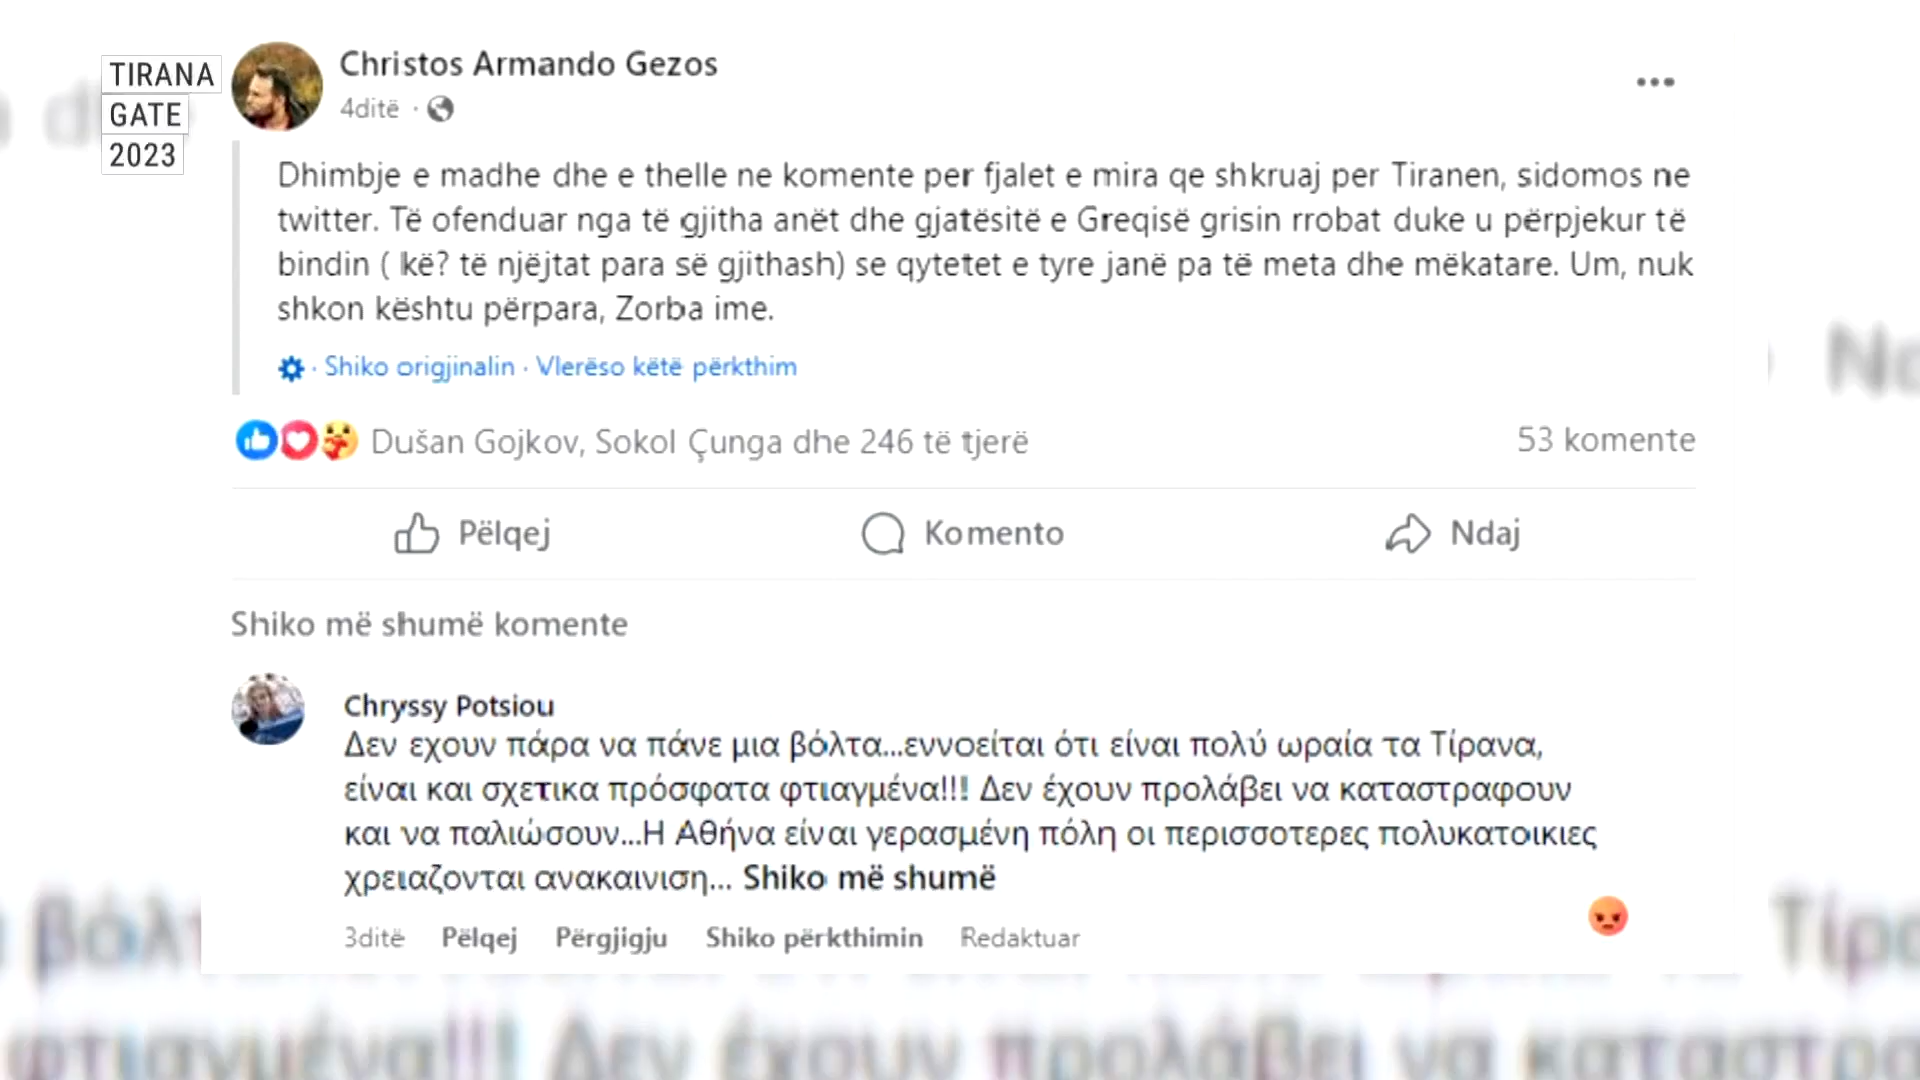 TIRANA
GATE
2023
Christos Armando Gezos
4ditë ·
Dhimbje e madhe dhe e thelle ne komente per fjalet e mira qe shkruaj per Tiranen, sidomos ne
twitter. Të ofenduar nga të gjitha anët dhe gjatësitë e Greqisë grisin rrobat duke u përpjekur të
bindin ( kë? të njëjtat para së gjithash) se qytetet e tyre janë pa të meta dhe mëkatare. Um, nuk
shkon kështu përpara, Zorba ime.
· Shiko origjinalin · Vlerëso këtë përkthim
Dušan Gojkov, Sokol Çunga dhe 246 të tjerë
53 komente
Pëlqej
Komento
Ndaj
Shiko më shumë komente
Chryssy Potsiou
Δεν εχουν πάρα να πάνε μια βόλτα...εννοείται ότι είναι πολύ ωραία τα Τίρανα,
είναι και σχετικα πρόσφατα φτιαγμένα!!! Δεν έχουν προλάβει να καταστραφουν
και να παλιώσουν...Η Αθήνα είναι γερασμένη πόλη οι περισσοτερες πολυκατοικιες
χρειαζονται ανακαινιση... Shiko më shumë
3ditë Pëlqej Përgjigju Shiko përkthimin Redaktuar